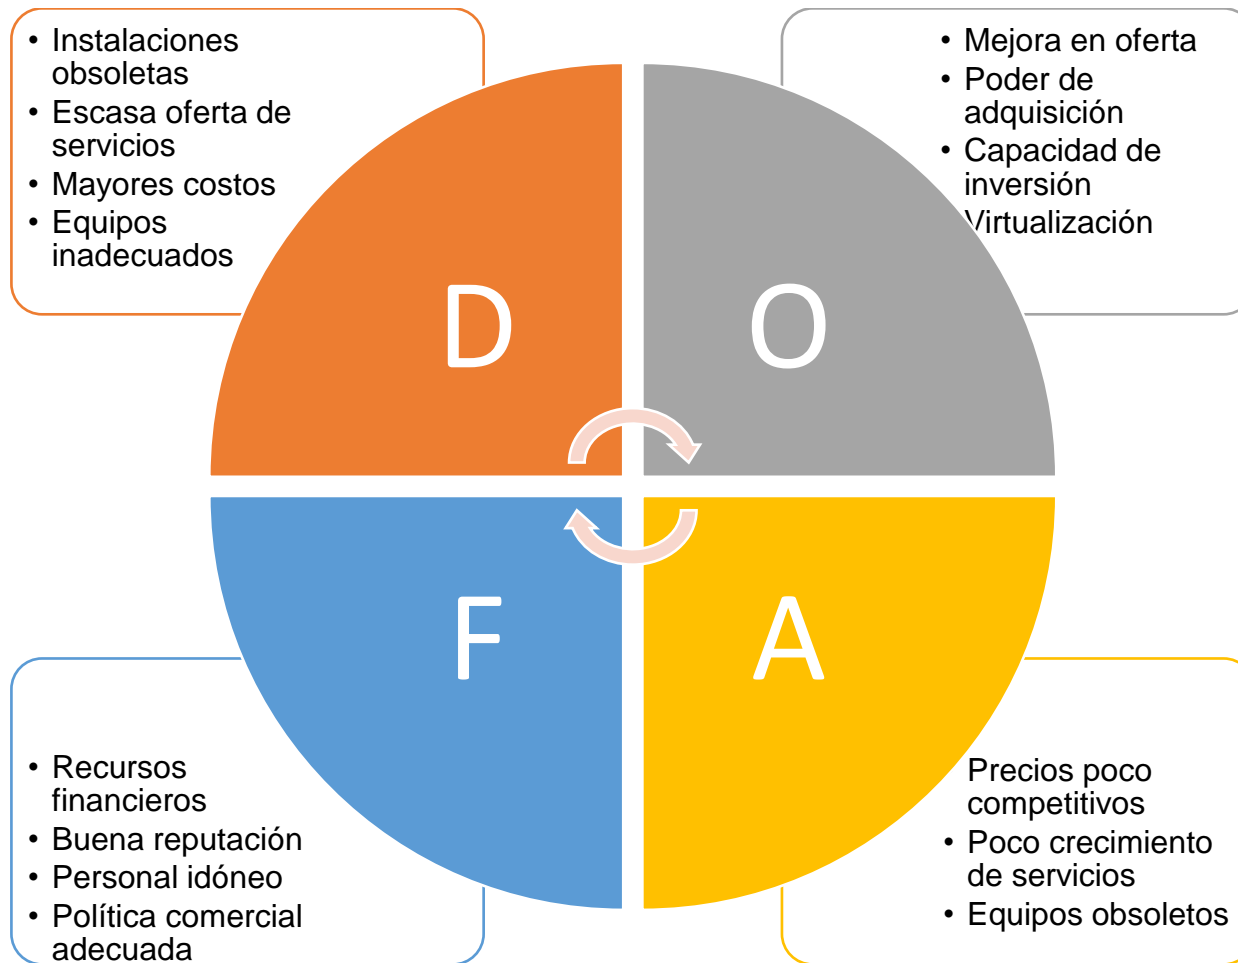 • Instalaciones
obsoletas
• Escasa oferta de
servicios
• Mayores costos
• Equipos
inadecuados
• Mejora en oferta
• Poder de
adquisición
• Capacidad de
inversión
Virtualización
D
O
F
A
• Recursos
financieros
• Buena reputación
• Personal idóneo
• Política comercial
adecuada
Precios poco
competitivos
• Poco crecimiento
de servicios
• Equipos obsoletos